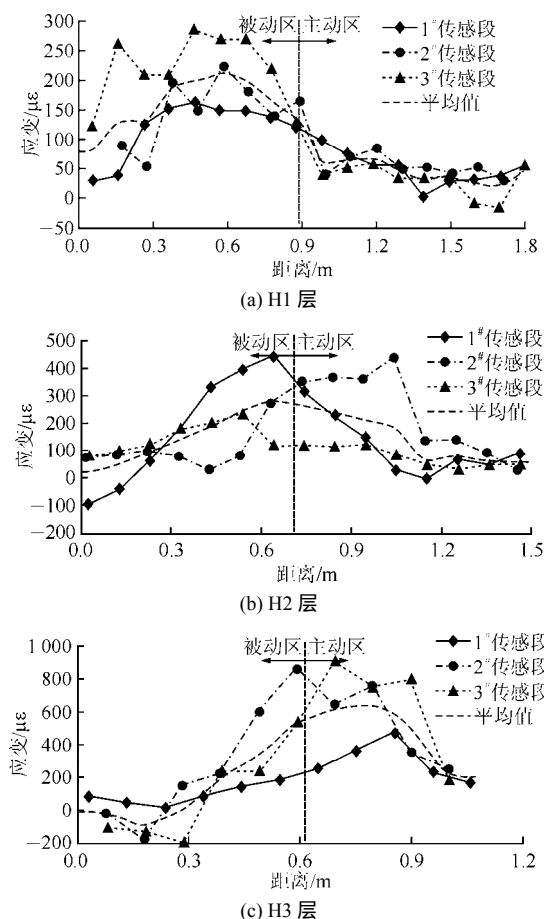 300
250
200
150
100
50
0
−50
应变/με
被动区 主动区
1#传感段
2#传感段
3#传感段
平均值
0.0 0.3 0.6 0.9 1.2 1.5 1.8
距离/m
(a) H1 层
500
400
300
200
100
0
−100
−200
应变/με
被动区 主动区
1#传感段
2#传感段
3#传感段
平均值
0.0 0.3 0.6 0.9 1.2 1.5
距离/m
(b) H2 层
1 000
800
600
400
200
0
−200
应变/με
被动区 主动区
1#传感段
2#传感段
3#传感段
平均值
0.0 0.3 0.6 0.9 1.2
距离/m
(c) H3 层